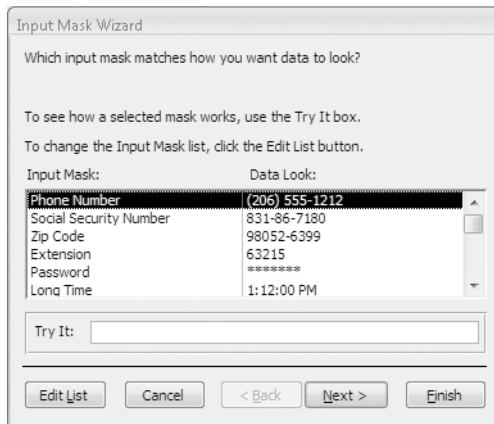 Input Mask Wizard
Which input mask matches how you want data to look?
To see how a selected mask works, use the Try It box.
To change the Input Mask list, click the Edit List button.
Input Mask: Data Look:
Phone Number (206) 555-1212
Social Security Number 831-86-7180
Zip Code 98052-6399
Extension 63215
Password *******
Long Time 1:12:00 PM
Try It:
Edit List Cancel < Back Next > Finish